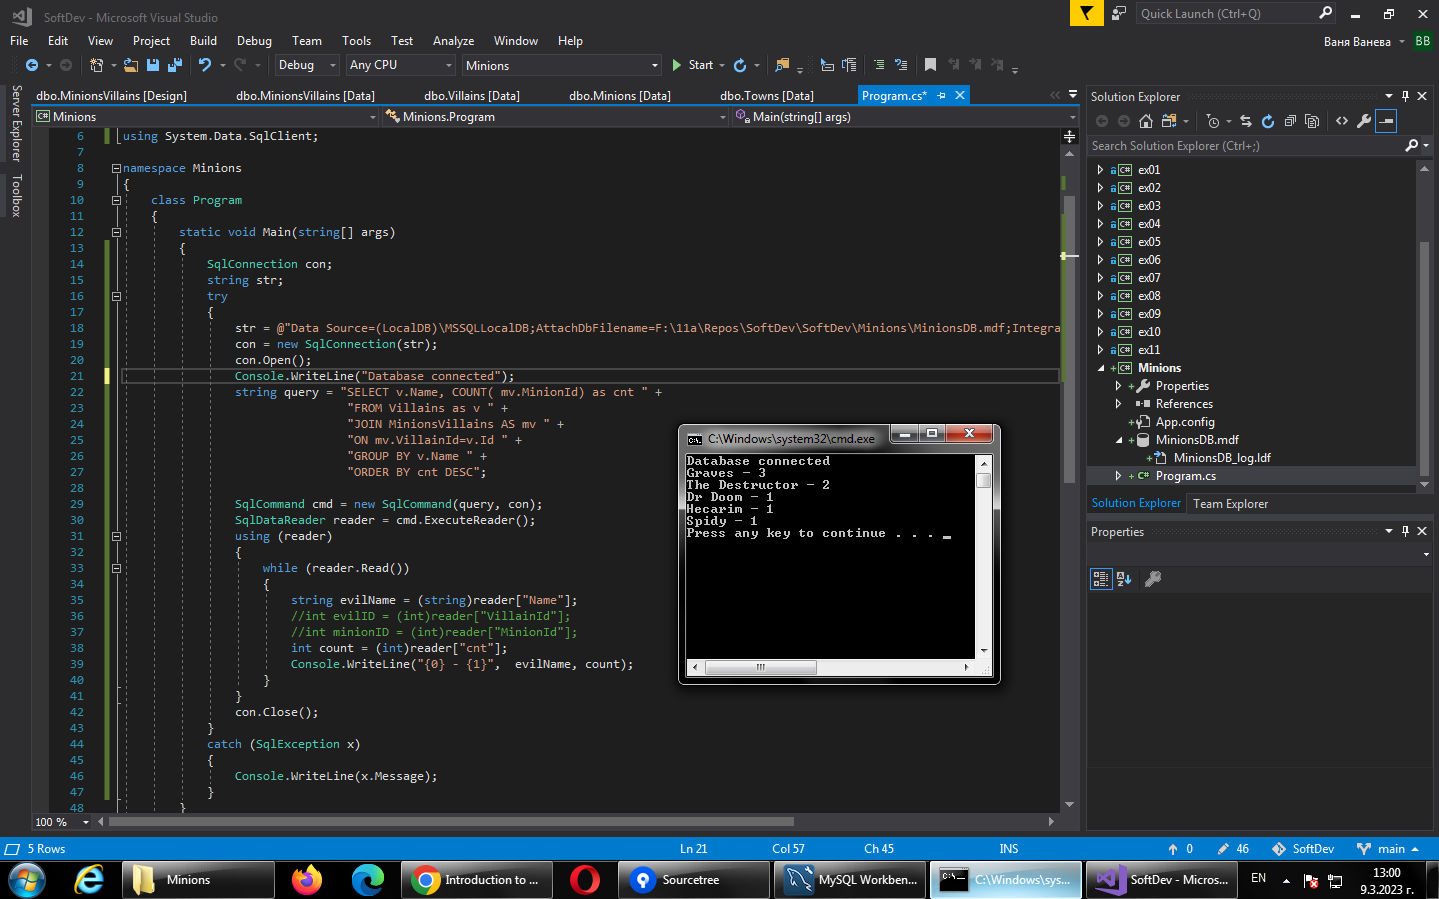 SoftDev - Microsoft Visual Studio
Quick Launch (Ctrl+Q)
File Edit View Project Build Debug Team Tools Test Analyze Window Help
Ваня Ванева BB
Debug Any CPU Minions Start
Server Explorer
Toolbox
dbo.MinionsVillains [Design] dbo.MinionsVillains [Data] dbo.Villains [Data] dbo.Minions [Data] dbo.Towns [Data] Program.cs*
Minions Minions.Program Main(string[] args)
6 using System.Data.SqlClient;
7
8 namespace Minions
9 {
10 class Program
11 {
12 static void Main(string[] args)
13 {
14 SqlConnection con;
15 string str;
16 try
17 {
18 str = @"Data Source=(LocalDB)\MSSQLLocalDB;AttachDbFilename=F:\11a\Repos\SoftDev\SoftDev\Minions\MinionsDB.mdf;Integra
19 con = new SqlConnection(str);
20 con.Open();
21 Console.WriteLine("Database connected");
22 string query = "SELECT v.Name, COUNT( mv.MinionId) as cnt " +
23 "FROM Villains as v " +
24 "JOIN MinionsVillains AS mv " +
25 "ON mv.VillainId=v.Id " +
26 "GROUP BY v.Name " +
27 "ORDER BY cnt DESC";
28
29 SqlCommand cmd = new SqlCommand(query, con);
30 SqlDataReader reader = cmd.ExecuteReader();
31 using (reader)
32 {
33 while (reader.Read())
34 {
35 string evilName = (string)reader["Name"];
36 //int evilID = (int)reader["VillainId"];
37 //int minionID = (int)reader["MinionId"];
38 int count = (int)reader["cnt"];
39 Console.WriteLine("{0} - {1}", evilName, count);
40 }
41 }
42 con.Close();
43 }
44 catch (SqlException x)
45 {
46 Console.WriteLine(x.Message);
47 }
48 }
100 %
C:\Windows\system32\cmd.exe
Database connected
Graves - 3
The Destructor - 2
Dr Doom - 1
Hecarim - 1
Spidy - 1
Press any key to continue . . .
Solution Explorer
Search Solution Explorer (Ctrl+;)
ex01
ex02
ex03
ex04
ex05
ex06
ex07
ex08
ex09
ex10
ex11
Minions
Properties
References
App.config
MinionsDB.mdf
MinionsDB_log.ldf
Program.cs
Solution Explorer Team Explorer
Properties
5 Rows Ln 21 Col 57 Ch 45 INS 0 46 SoftDev main
Minions Introduction to ... Sourcetree MySQL Workben... C:\Windows\sys... SoftDev - Micros... EN 13:00
9.3.2023 г.